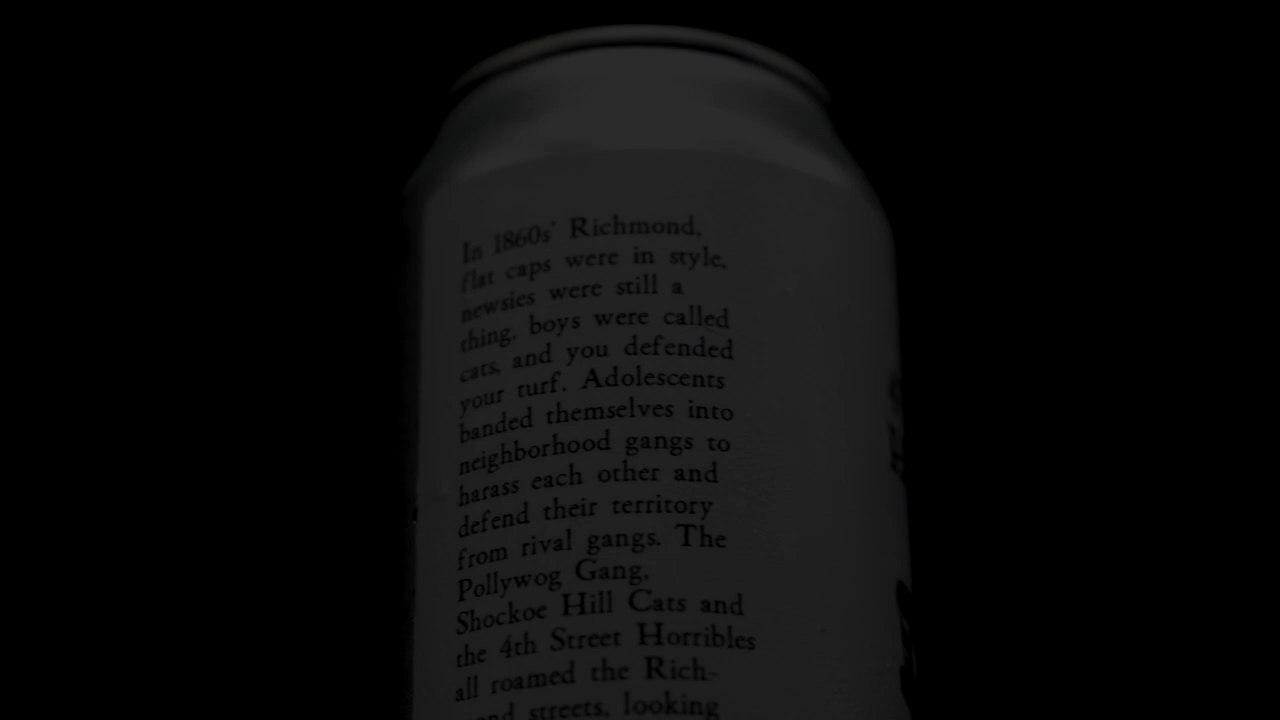 In 1860s' Richmond,
flat caps were in style,
newsies were still a
thing, boys were called
cats, and you defended
your turf. Adolescents
banded themselves into
neighborhood gangs to
harass each other and
defend their territory
from rival gangs. The
Pollywog Gang,
Shockoe Hill Cats and
the 4th Street Horribles
all roamed the Rich-
streets, looking